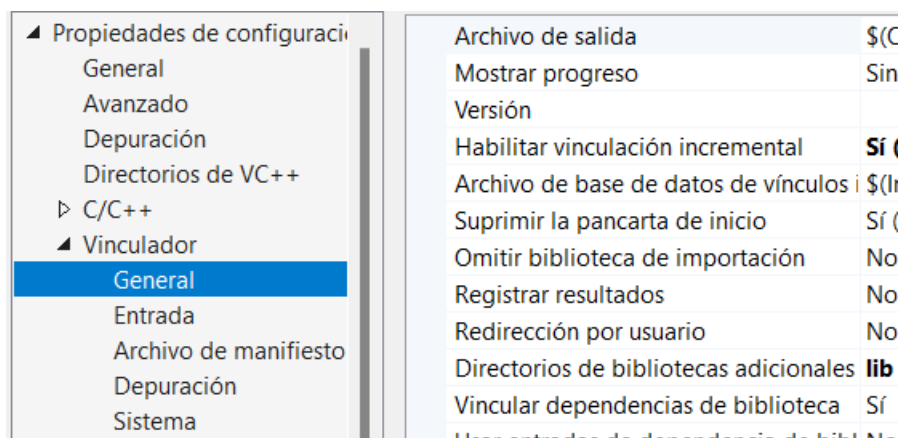 Propiedades de configuraci
General
Avanzado
Depuración
Directorios de VC++
C/C++
Vinculador
General
Entrada
Archivo de manifiesto
Depuración
Sistema
Archivo de salida $(
Mostrar progreso Sin
Versión
Habilitar vinculación incremental Sí (
Archivo de base de datos de vínculos i $(I
Suprimir la pancarta de inicio Sí (
Omitir biblioteca de importación No
Registrar resultados No
Redirección por usuario No
Directorios de bibliotecas adicionales lib
Vincular dependencias de biblioteca Sí